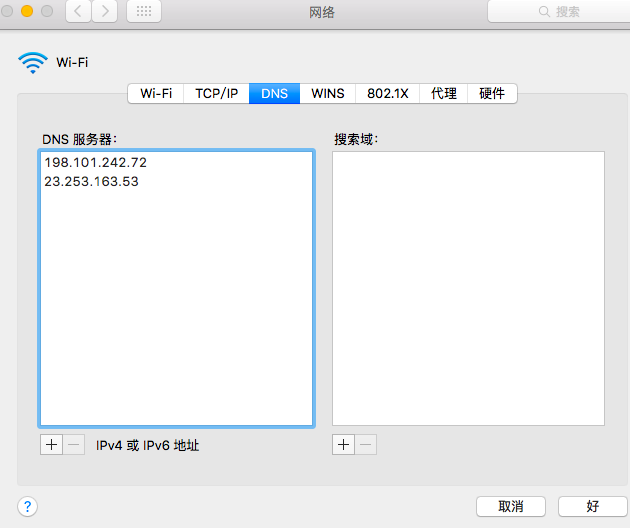 网络
搜索
Wi-Fi
Wi-Fi TCP/IP DNS WINS 802.1X 代理 硬件
DNS 服务器：
搜索域：
198.101.242.72
23.253.163.53
IPv4 或 IPv6 地址
?
取消
好